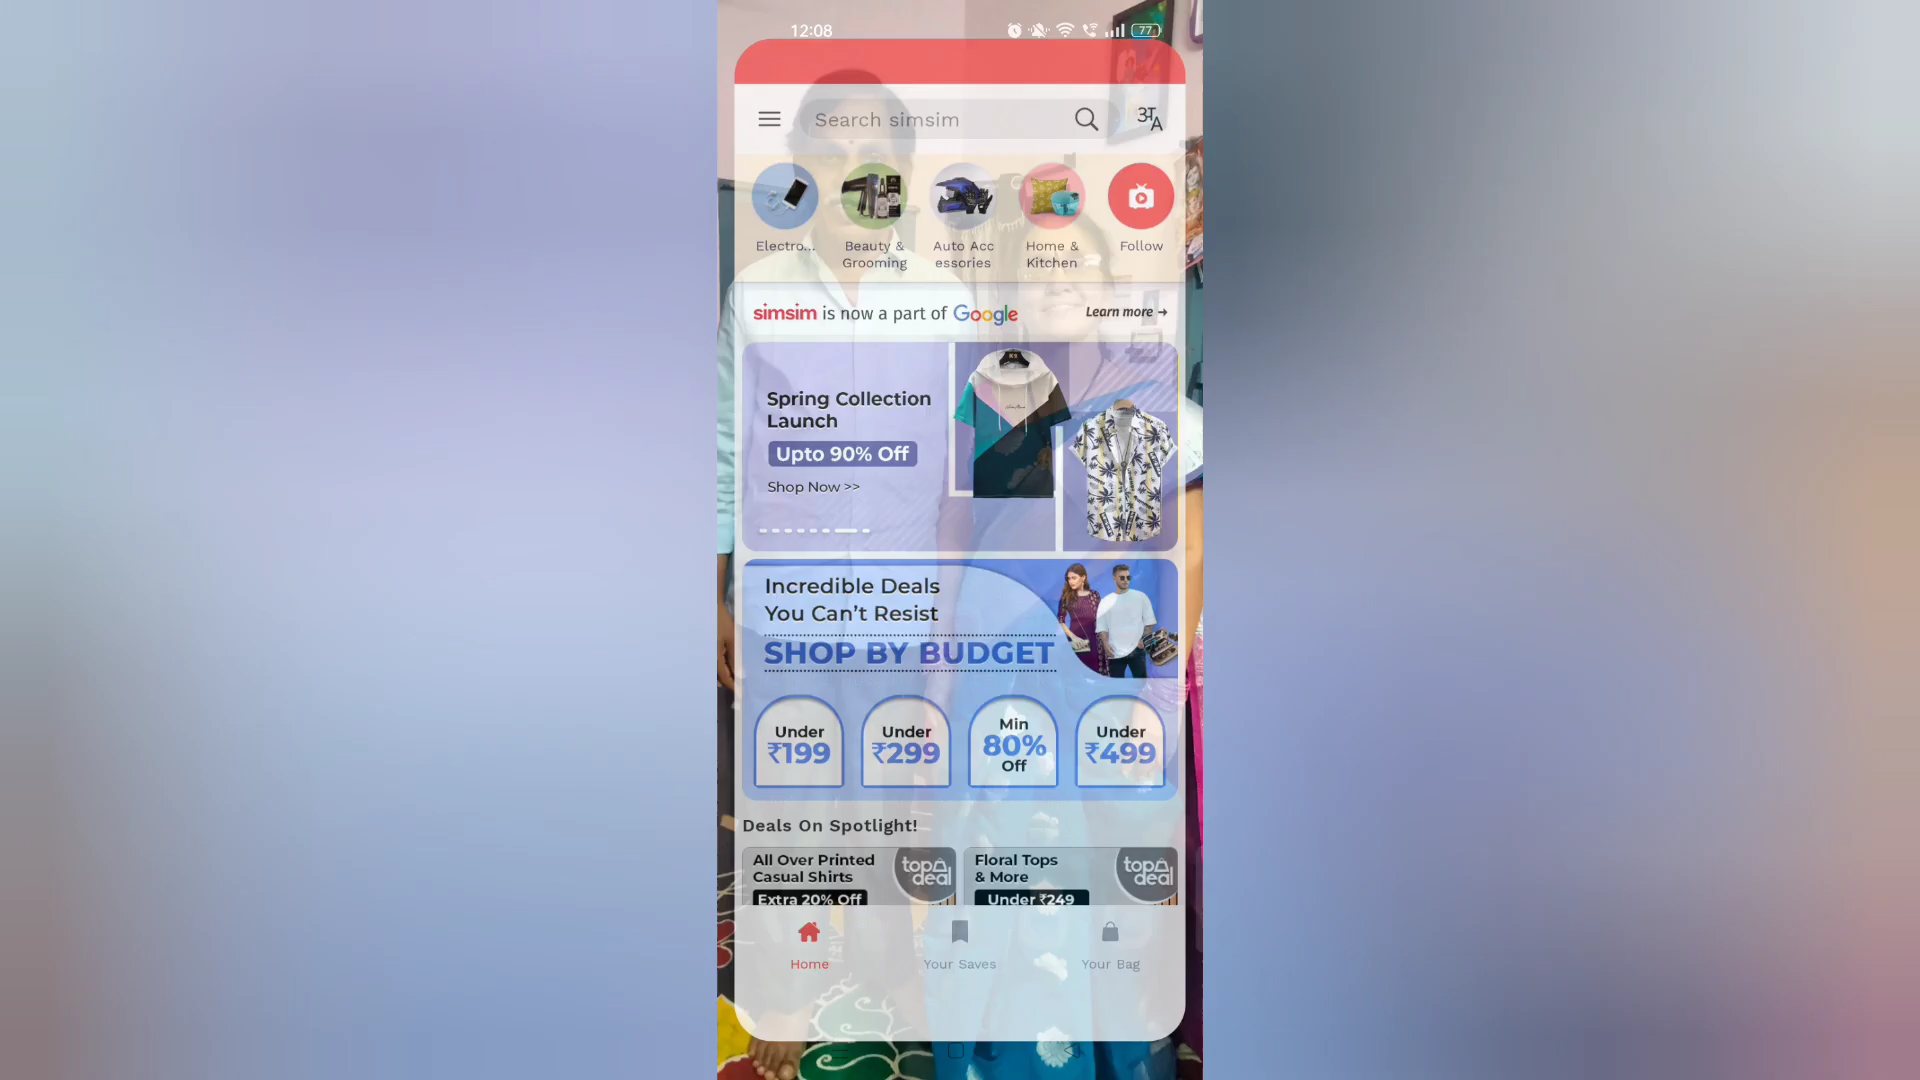 12:08
77
Search simsim
अA
Electro...
Beauty &
Grooming
Auto Acc
essories
Home &
Kitchen
Follow
simsim is now a part of Google
Learn more →
Spring Collection
Launch
Upto 90% Off
Shop Now >>
Incredible Deals
You Can't Resist
SHOP BY BUDGET
Under
₹199
Under
₹299
Min
80%
Off
Under
₹499
Deals On Spotlight!
All Over Printed
Casual Shirts
Extra 20% Off
top
deal
Floral Tops
& More
Under ₹249
top
deal
Home
Your Saves
Your Bag